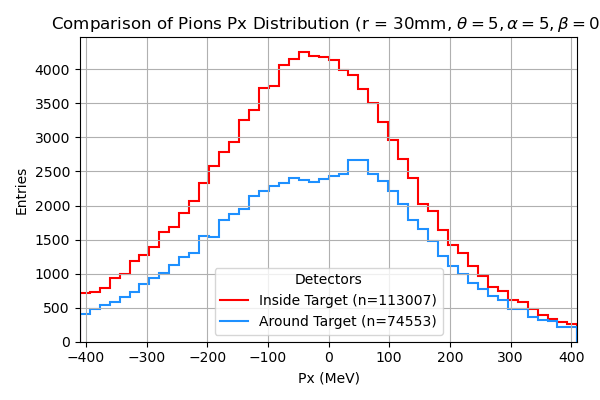 Comparison of Pions Px Distribution (r = 30mm, θ = 5, α = 5, β = 0
Entries
4000
3500
3000
2500
2000
1500
1000
500
0
Detectors
Inside Target (n=113007)
Around Target (n=74553)
−400 −300 −200 −100 0 100 200 300 400
Px (MeV)